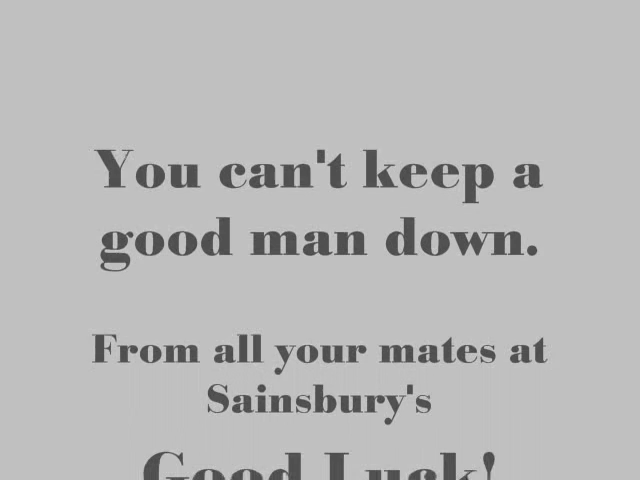 You can't keep a
good man down.
From all your mates at
Sainsbury's
Good Luck!